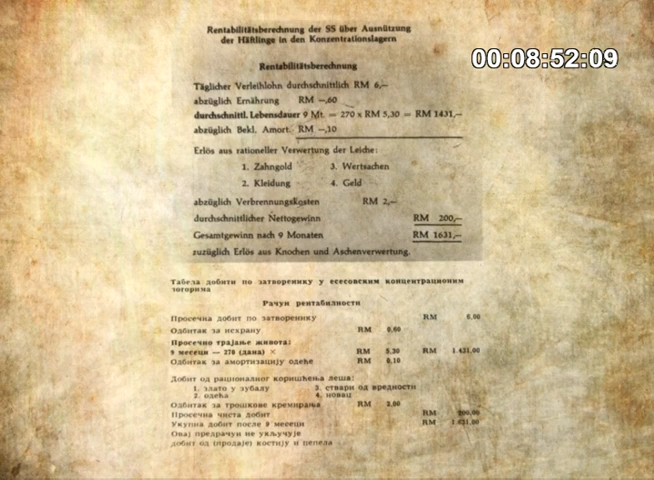 Rentabilitätsberechnung der SS über Ausnützung
der Häftlinge in den Konzentrationslagern
00:08:52:09
Rentabilitätsberechnung
Täglicher Verleihlohn durchschnittlich RM 6,—
abzüglich Ernährung RM —,60
durchschnittl. Lebensdauer 9 Mt. = 270 x RM 5,30 = RM 1431,—
abzüglich Bekl. Amort. RM —,10
Erlös aus rationeller Verwertung der Leiche:
1. Zahngold 3. Wertsachen
2. Kleidung 4. Geld
abzüglich Verbrennungskosten RM 2,—
durchschnittlicher Nettogewinn RM 200,—
Gesamtgewinn nach 9 Monaten RM 1631,—
zuzüglich Erlös aus Knochen und Aschenverwertung.
Табела добити по затворенику у есесовским концентрационим
логорима
Рачун рентабилности
Просечна добит по затворенику RM 6.00
Одбитак за исхрану RM 0,60
Просечно трајање живота:
9 месеци — 270 (дана) × RM 5,30 RM 1.431,00
Одбитак за амортизацију одеће RM 0,10
Добит од рационалног коришћења леша:
1. злато у зубалу 3. ствари од вредности
2. одећа 4. новац
Одбитак за трошкове кремирања RM 2,00
Просечна чиста добит RM 200,00
Укупна добит после 9 месеци RM 1.631,00
Овај предрачун не укључује
добит од (продаје) костију и пепела